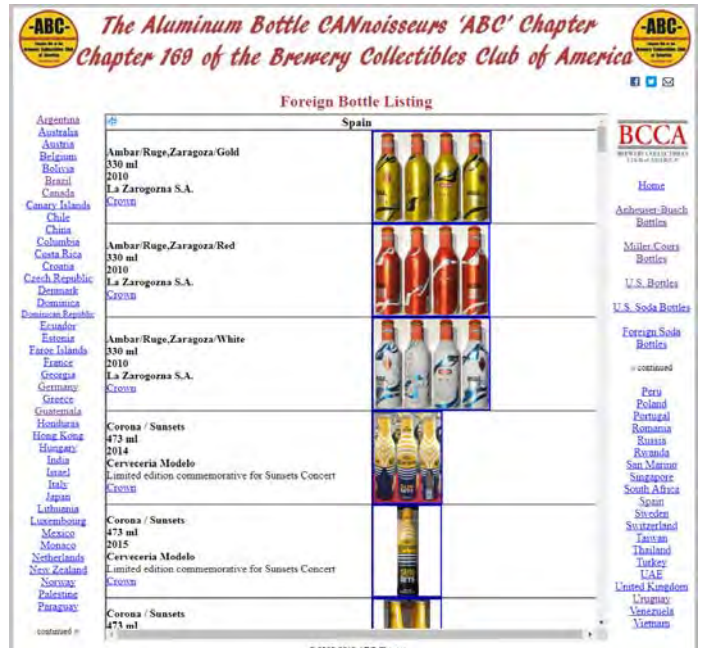 -ABC-
The Aluminum Bottle CANnoisseurs 'ABC' Chapter
Chapter 169 of the Brewery Collectibles Club of America
-ABC-
Foreign Bottle Listing
Argentina
Australia
Austria
Belgium
Bolivia
Brazil
Canada
Canary Islands
Chile
China
Columbia
Costa Rica
Croatia
Czech Republic
Denmark
Dominica
Dominican Republic
Ecuador
Estonia
Faroe Islands
France
Georgia
Germany
Greece
Guatemala
Honduras
Hong Kong
Hungary
India
Israel
Italy
Japan
Lithuania
Luxembourg
Mexico
Monaco
Netherlands
New Zealand
Norway
Palestine
Paraguay
continued »
Spain
Ambar/Ruge,Zaragoza/Gold
330 ml
2010
La Zarogozna S.A.
Crown
Ambar/Ruge,Zaragoza/Red
330 ml
2010
La Zarogozna S.A.
Crown
Ambar/Ruge,Zaragoza/White
330 ml
2010
La Zarogozna S.A.
Crown
Corona / Sunsets
473 ml
2014
Cerveceria Modelo
Limited edition commemorative for Sunsets Concert
Crown
Corona / Sunsets
473 ml
2015
Cerveceria Modelo
Limited edition commemorative for Sunsets Concert
Crown
Corona / Sunsets
473 ml
BCCA
BREWERY COLLECTIBLES
CLUB of AMERICA
Home
Anheuser-Busch
Bottles
Miller Coors
Bottles
U.S. Bottles
U.S. Soda Bottles
Foreign Soda
Bottles
» continued
Peru
Poland
Portugal
Romania
Russia
Rwanda
San Marino
Singapore
South Africa
Spain
Sweden
Switzerland
Taiwan
Thailand
Turkey
UAE
United Kingdom
Uruguay
Venezuela
Vietnam